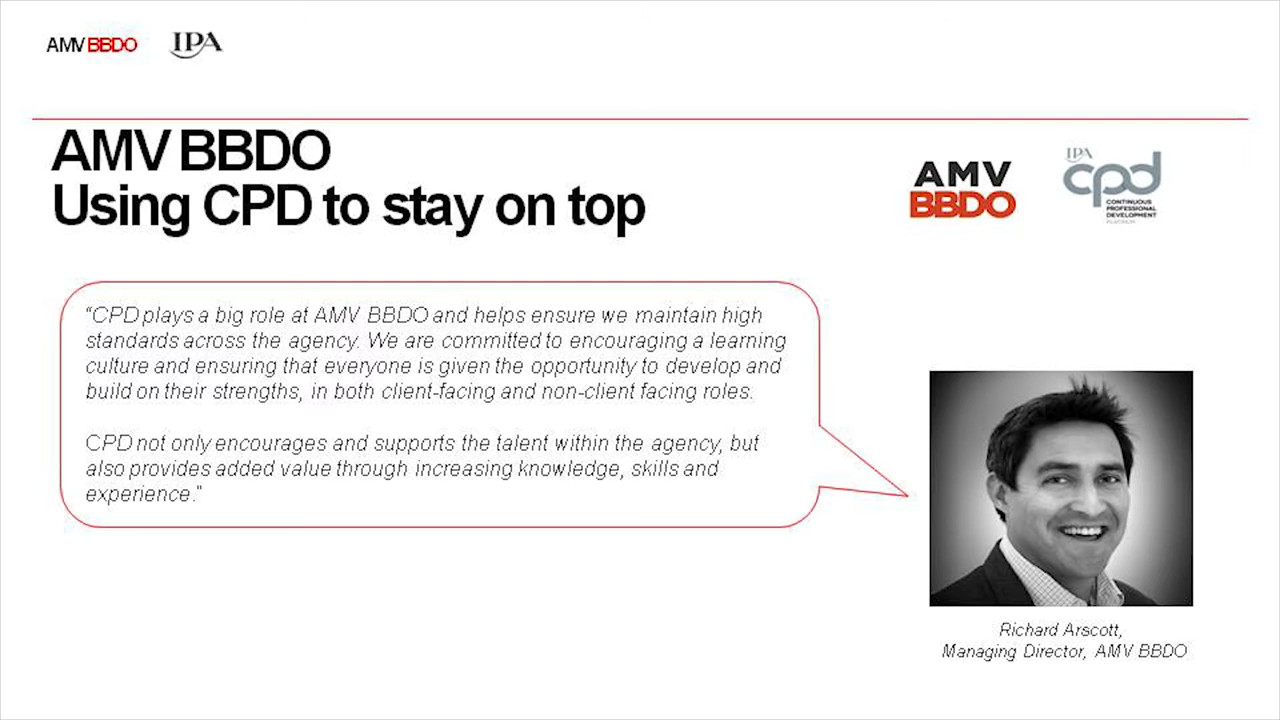 AMV BBDO IPA
AMV BBDO
Using CPD to stay on top
AMV
BBDO
IPA
cpd
CONTINUOUS
PROFESSIONAL
DEVELOPMENT
PLATINUM
“CPD plays a big role at AMV BBDO and helps ensure we maintain high
standards across the agency. We are committed to encouraging a learning
culture and ensuring that everyone is given the opportunity to develop and
build on their strengths, in both client-facing and non-client facing roles.
CPD not only encourages and supports the talent within the agency, but
also provides added value through increasing knowledge, skills and
experience.”
Richard Arscott,
Managing Director, AMV BBDO